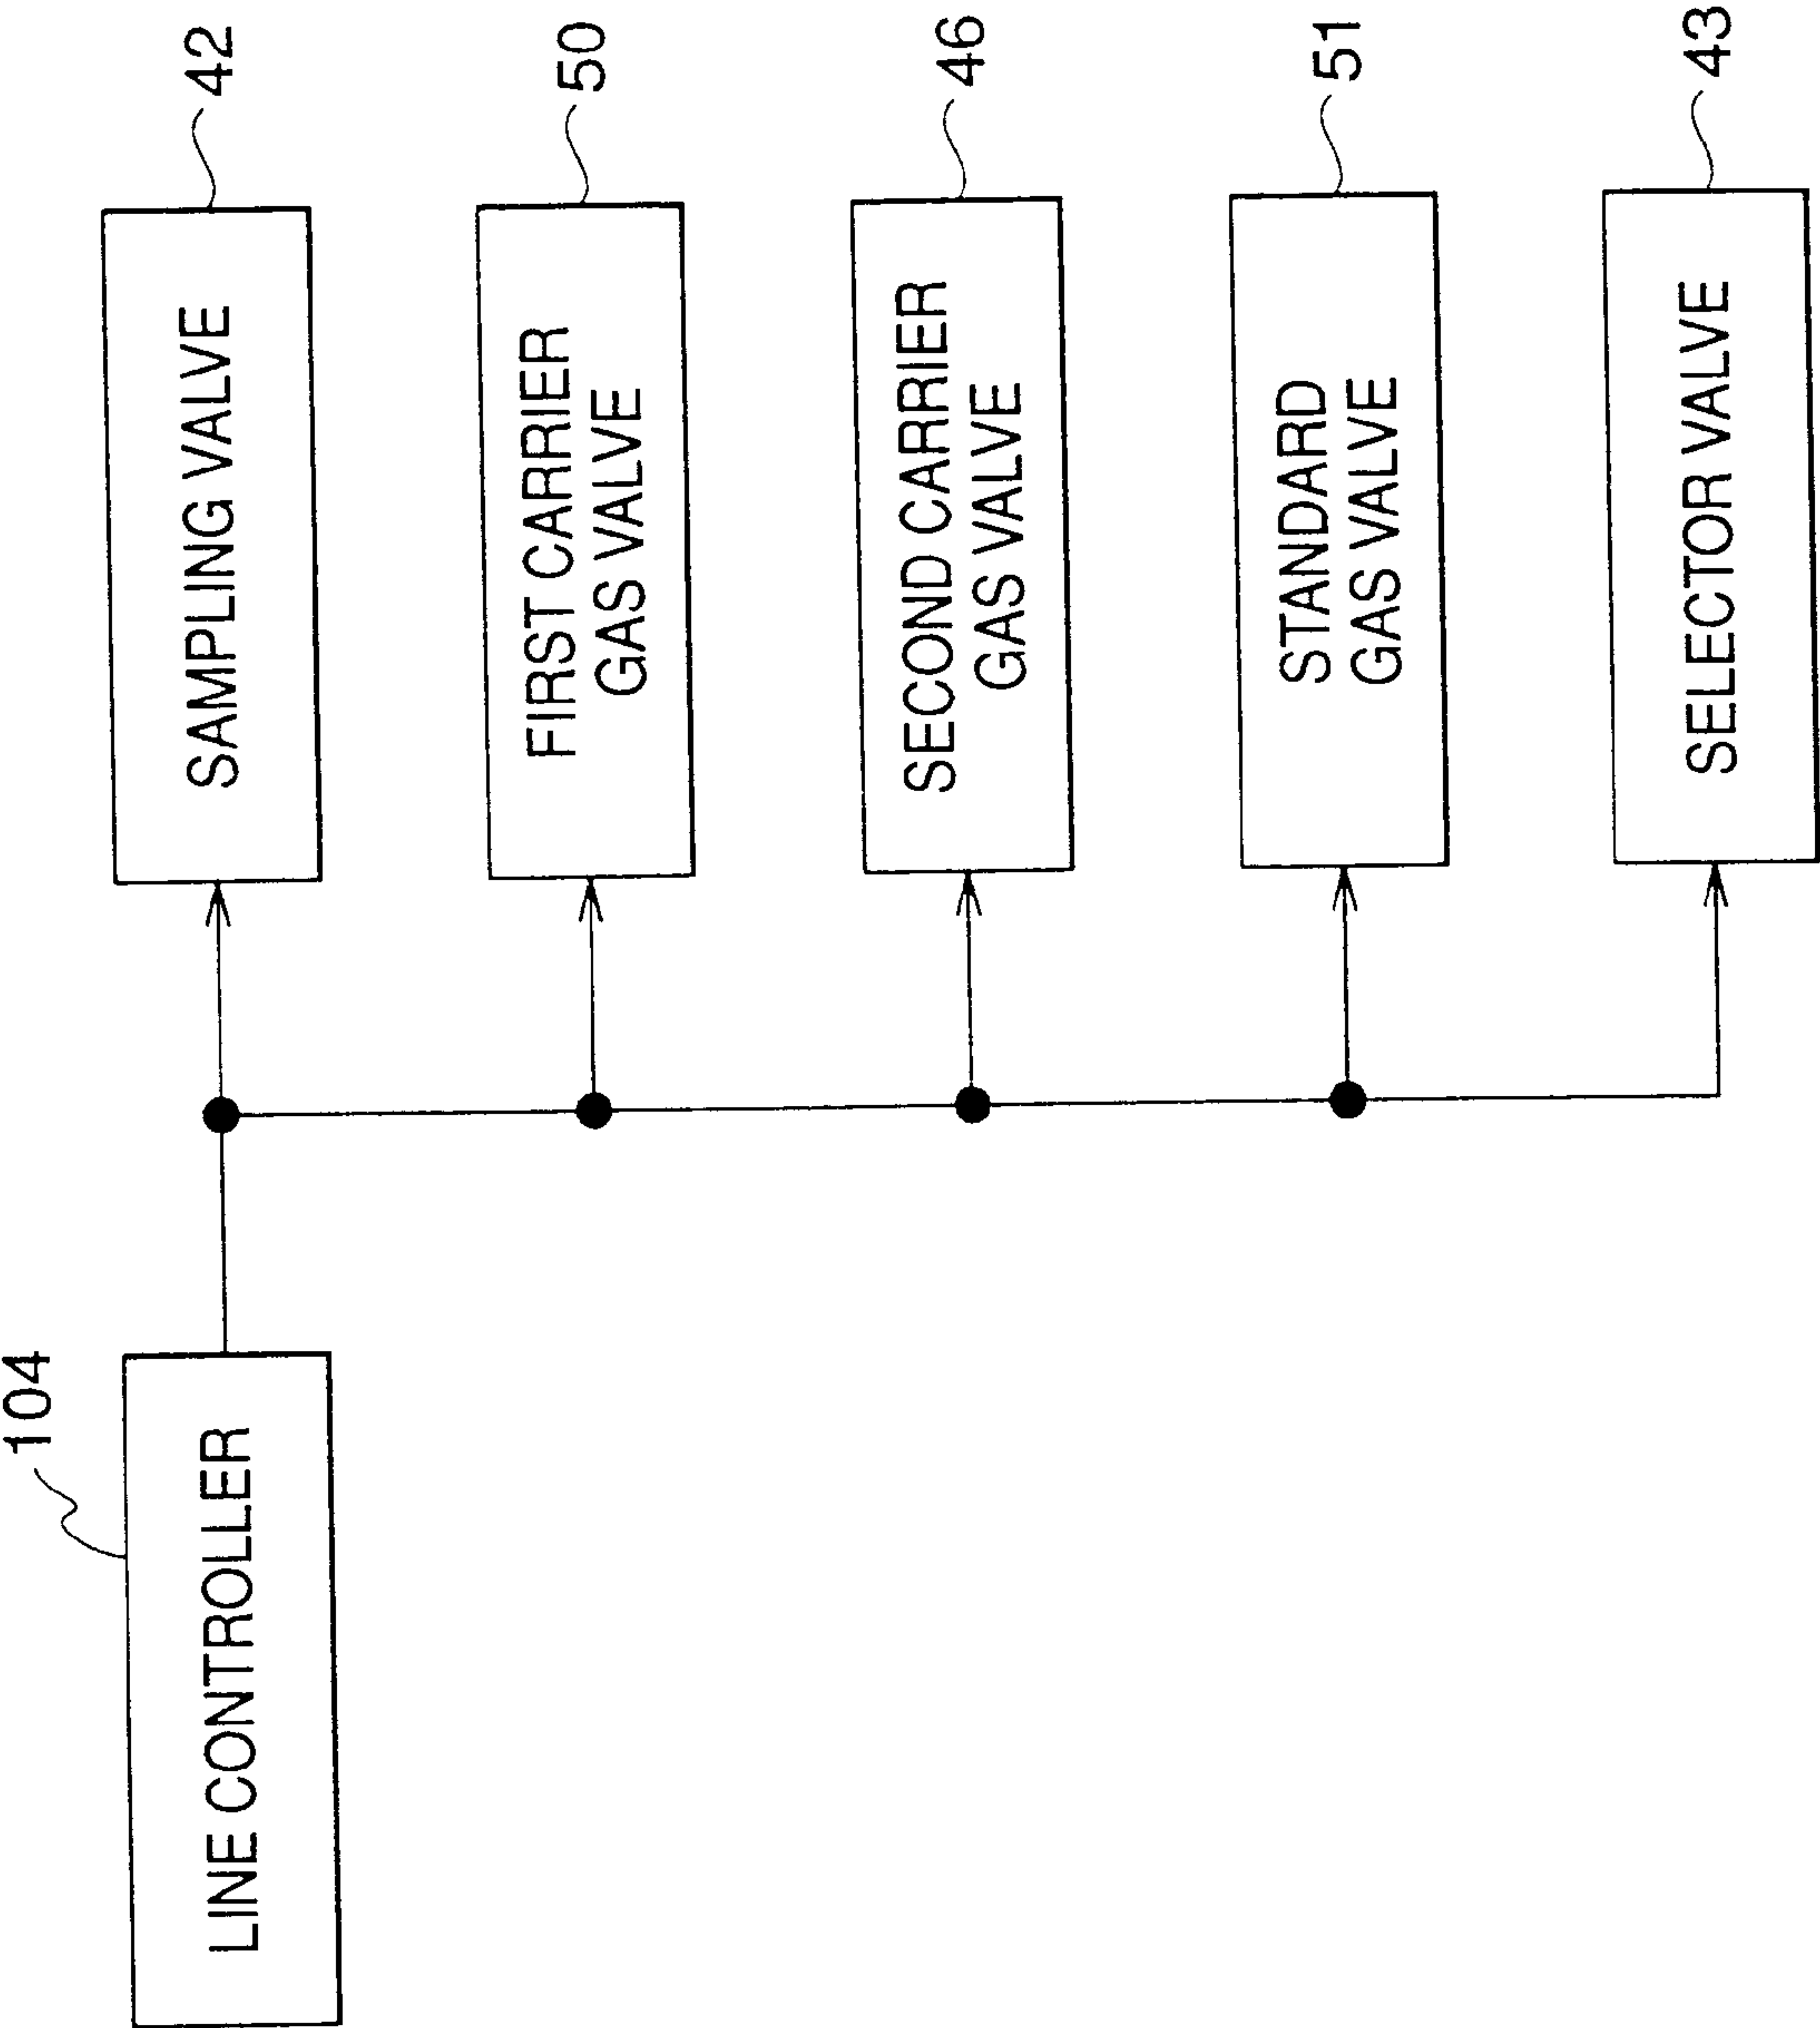 104
LINE CONTROLLER
SAMPLING VALVE
42
FIRST CARRIER
GAS VALVE
50
SECOND CARRIER
GAS VALVE
46
STANDARD
GAS VALVE
51
SELECTOR VALVE
43